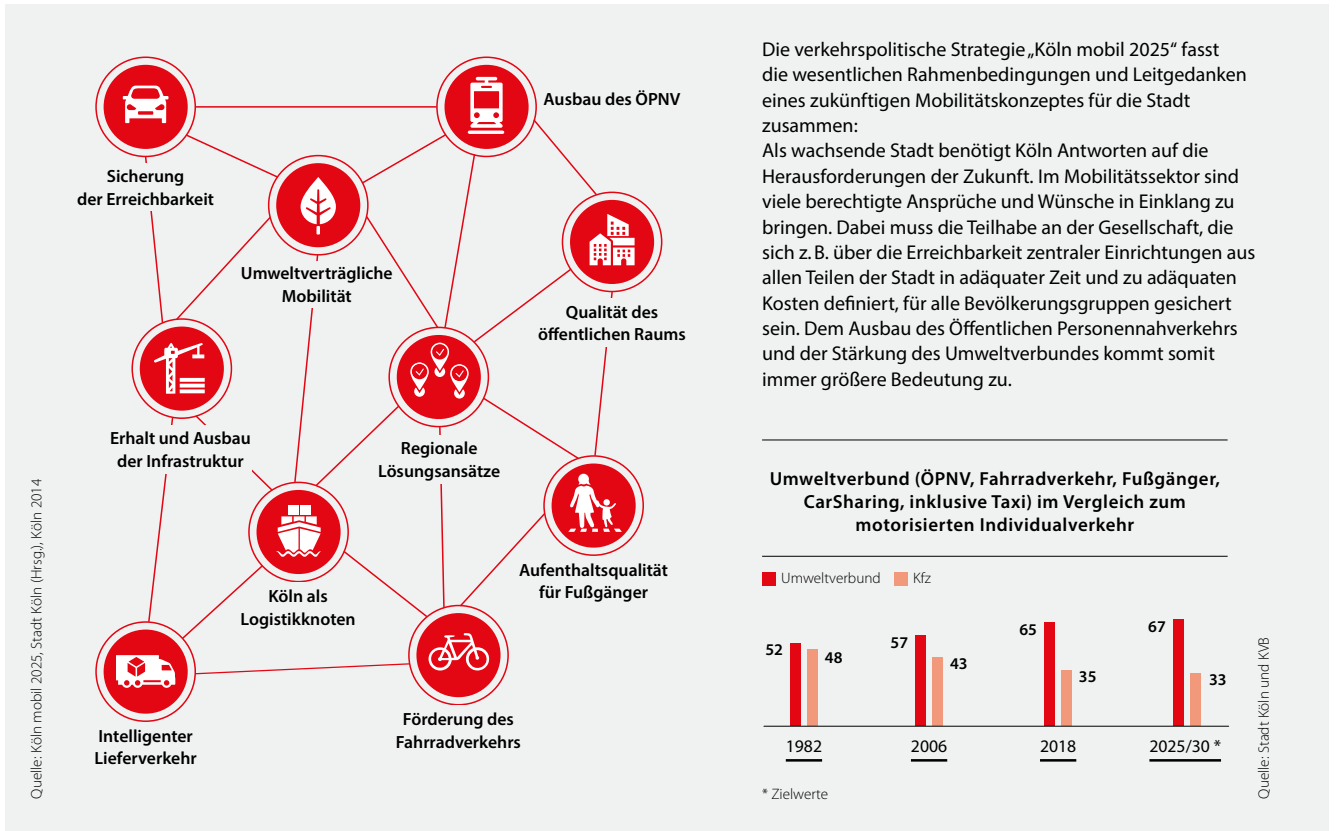 Ausbau des ÖPNV
Sicherung
der Erreichbarkeit
Umweltverträgliche
Mobilität
Qualität des
öffentlichen Raums
Erhalt und Ausbau
der Infrastruktur
Regionale
Lösungsansätze
Köln als
Logistikknoten
Aufenthaltsqualität
für Fußgänger
Intelligenter
Lieferverkehr
Förderung des
Fahrradverkehrs
Quelle: Köln mobil 2025, Stadt Köln (Hrsg.), Köln 2014
Die verkehrspolitische Strategie „Köln mobil 2025“ fasst
die wesentlichen Rahmenbedingungen und Leitgedanken
eines zukünftigen Mobilitätskonzeptes für die Stadt
zusammen:
Als wachsende Stadt benötigt Köln Antworten auf die
Herausforderungen der Zukunft. Im Mobilitätssektor sind
viele berechtigte Ansprüche und Wünsche in Einklang zu
bringen. Dabei muss die Teilhabe an der Gesellschaft, die
sich z. B. über die Erreichbarkeit zentraler Einrichtungen aus
allen Teilen der Stadt in adäquater Zeit und zu adäquaten
Kosten definiert, für alle Bevölkerungsgruppen gesichert
sein. Dem Ausbau des Öffentlichen Personennahverkehrs
und der Stärkung des Umweltverbundes kommt somit
immer größere Bedeutung zu.
Umweltverbund (ÖPNV, Fahrradverkehr, Fußgänger,
CarSharing, inklusive Taxi) im Vergleich zum
motorisierten Individualverkehr
Umweltverbund Kfz
52 48 57 43 65 35 67 33
1982 2006 2018 2025/30 *
* Zielwerte
Quelle: Stadt Köln und KVB